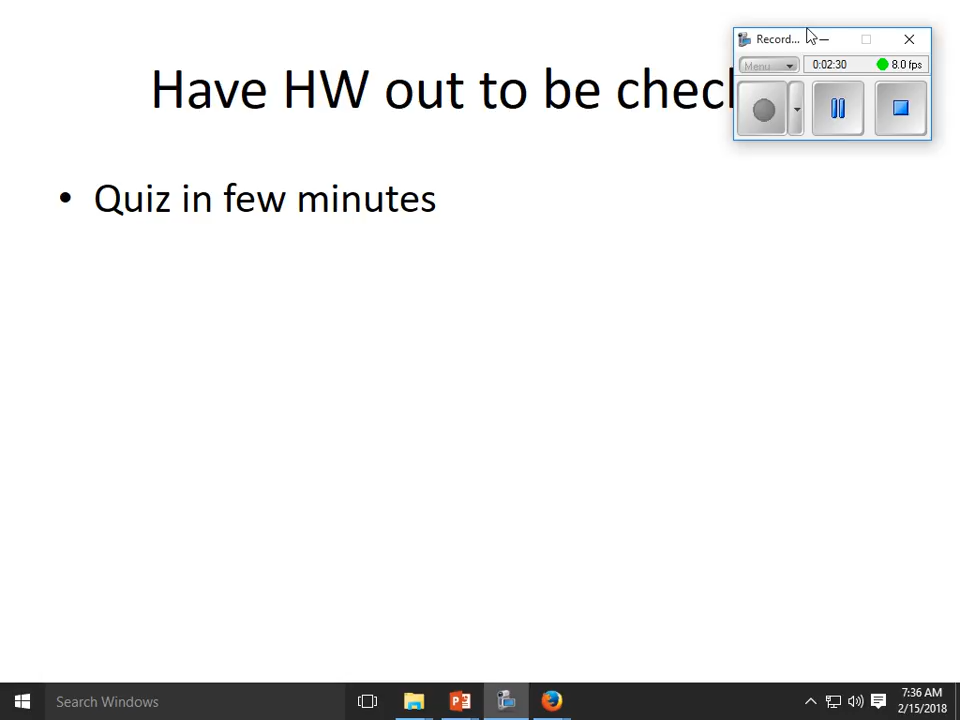 Have HW out to be chec
Record...
Menu
0:02:30
8.0 fps
• Quiz in few minutes
Search Windows
7:36 AM
2/15/2018